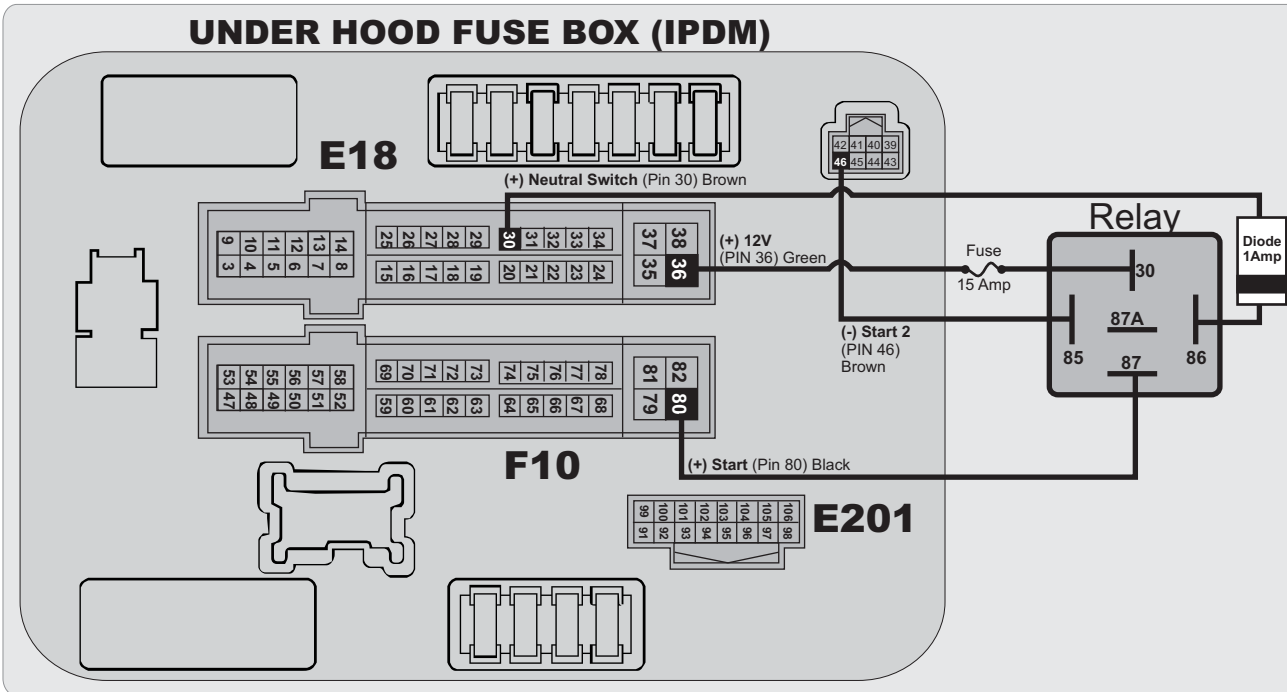 UNDER HOOD FUSE BOX (IPDM)
E18
42 41 40 39
46 45 44 43
(+) Neutral Switch (Pin 30) Brown
Relay
9 10 11 12 13 14
3 4 5 6 7 8
25 26 27 28 29 30 31 32 33 34
15 16 17 18 19 20 21 22 23 24
37 38
35 36
(+) 12V
(PIN 36) Green
Fuse
15 Amp
30
87A
85
86
87
Diode
1Amp
(-) Start 2
(PIN 46)
Brown
53 54 55 56 57 58
47 48 49 50 51 52
69 70 71 72 73 74 75 76 77 78
59 60 61 62 63 64 65 66 67 68
81 82
79 80
F10
(+) Start (Pin 80) Black
99 100 101 102 103 104 105 106
91 92 93 94 95 96 97 98
E201